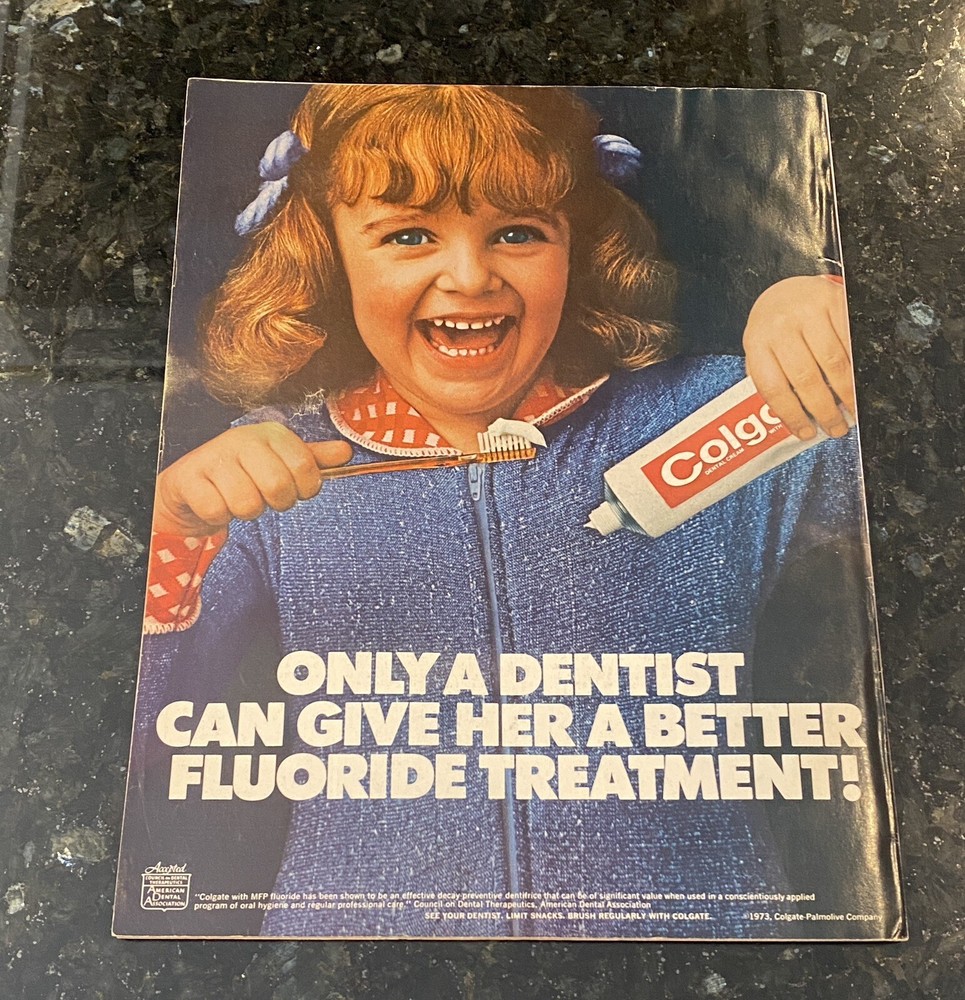 Colg
DENTAL CREAM WITH
ONLY A DENTIST
CAN GIVE HER A BETTER
FLUORIDE TREATMENT!
Accepted
COUNCIL ON DENTAL
THERAPEUTICS
AMERICAN
DENTAL
ASSOCIATION
"Colgate with MFP fluoride has been shown to be an effective decay-preventive dentifrice that can be of significant value when used in a conscientiously applied
program of oral hygiene and regular professional care." Council on Dental Therapeutics, American Dental Association
SEE YOUR DENTIST. LIMIT SNACKS. BRUSH REGULARLY WITH COLGATE.
1973, Colgate-Palmolive Company